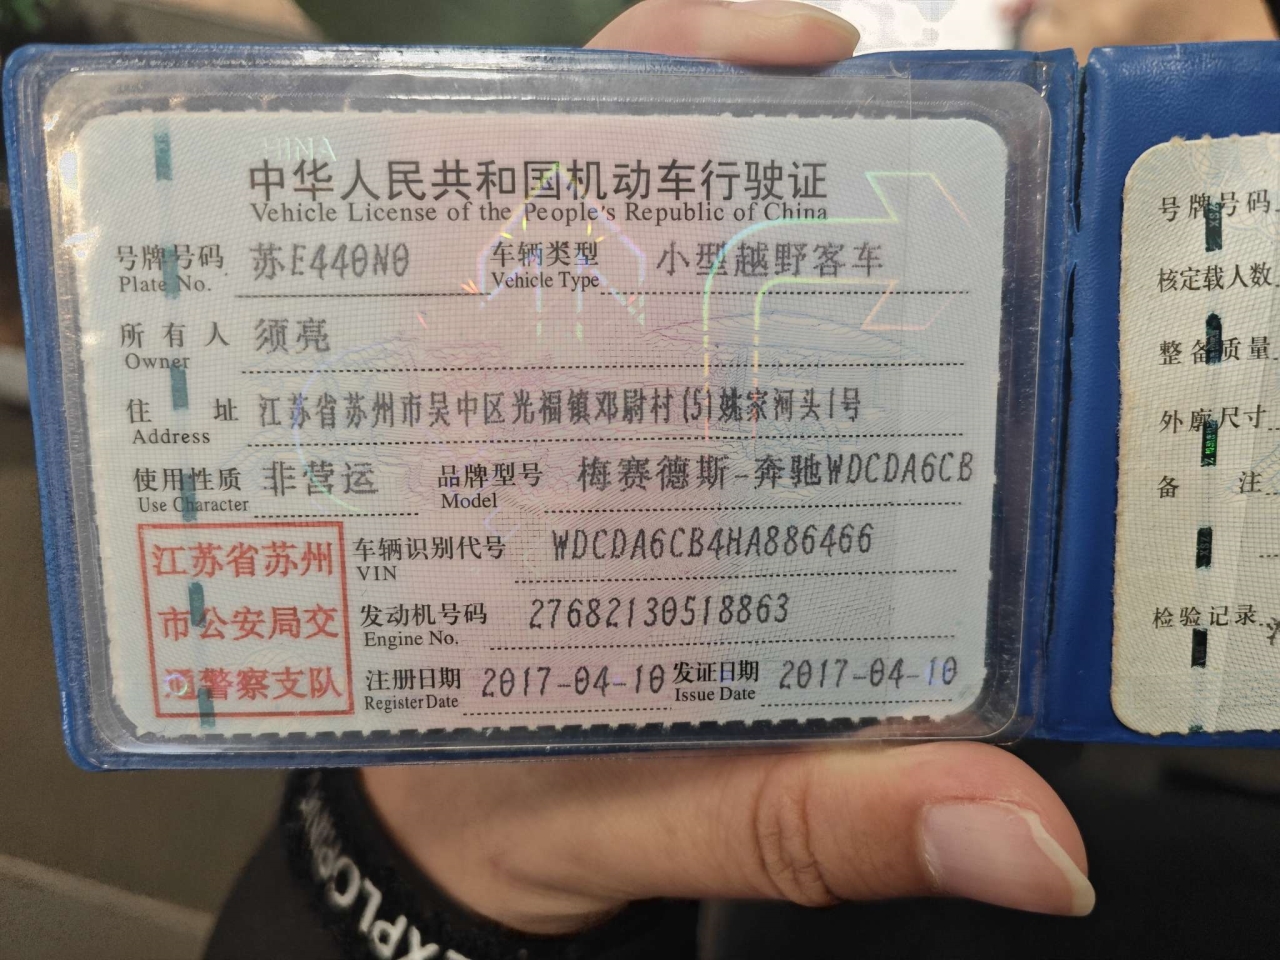 中华人民共和国机动车行驶证
Vehicle License of the People's Republic of China
号牌号码 苏E440N0 车辆类型 小型越野客车
Plate No. Vehicle Type
所有人 须亮
Owner
住址 江苏省苏州市吴中区光福镇邓尉村(5)姚家河头1号
Address
使用性质 非营运 品牌型号 梅赛德斯-奔驰WDCDA6CB
Use Character Model
车辆识别代号 WDCDA6CB4HA886466
VIN
发动机号码 27682130518863
Engine No.
注册日期 2017-04-10 发证日期 2017-04-10
Register Date Issue Date
江苏省苏州
市公安局交
通警察支队
号牌号码
核定载人数
整备质量
外廓尺寸
备注
检验记录